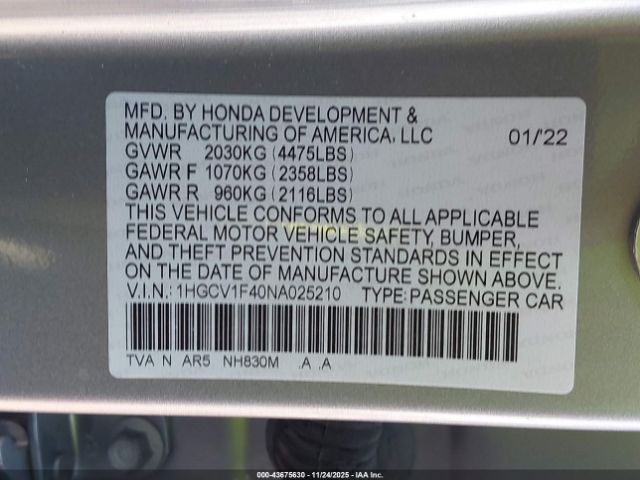 MFD. BY HONDA DEVELOPMENT &
MANUFACTURING OF AMERICA, LLC 01/'22
GVWR 2030KG (4475LBS)
GAWR F 1070KG (2358LBS)
GAWR R 960KG (2116LBS)
THIS VEHICLE CONFORMS TO ALL APPLICABLE
FEDERAL MOTOR VEHICLE SAFETY, BUMPER,
AND THEFT PREVENTION STANDARDS IN EFFECT
ON THE DATE OF MANUFACTURE SHOWN ABOVE.
V.I.N.: 1HGCV1F40NA025210 TYPE: PASSENGER CAR
TVA N AR5 NH830M .A .A
000-43675630 - 11/24/2025 - IAAI Inc.